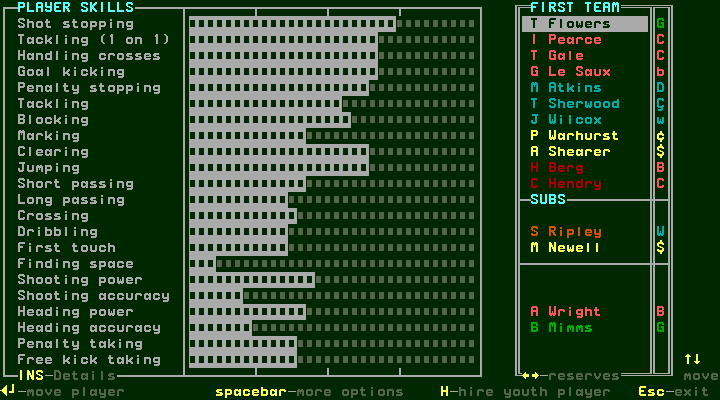 PLAYER SKILLS
Shot stopping
Tackling (1 on 1)
Handling crosses
Goal kicking
Penalty stopping
Tackling
Blocking
Marking
Clearing
Jumping
Short passing
Long passing
Crossing
Dribbling
First touch
Finding space
Shooting power
Shooting accuracy
Heading power
Heading accuracy
Penalty taking
Free kick taking
INS-Details
FIRST TEAM
T Flowers G
I Pearce C
T Gale C
G Le Saux b
M Atkins D
T Sherwood Ç
J Wilcox w
P Warhurst ¢
A Shearer $
H Berg B
C Hendry C
SUBS
S Ripley W
M Newell $
A Wright B
B Mimms G
↔-reserves
↑↓
move
↵-move player
spacebar-more options
H-hire youth player
Esc-exit